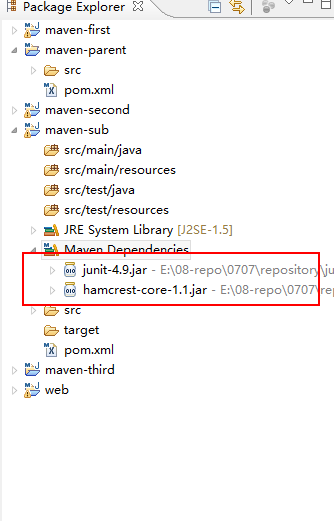 Package Explorer
maven-first
maven-parent
src
pom.xml
maven-second
maven-sub
src/main/java
src/main/resources
src/test/java
src/test/resources
JRE System Library [J2SE-1.5]
Maven Dependencies
junit-4.9.jar - E:\08-repo\0707\repository\ju
hamcrest-core-1.1.jar - E:\08-repo\0707\rep
src
target
pom.xml
maven-third
web